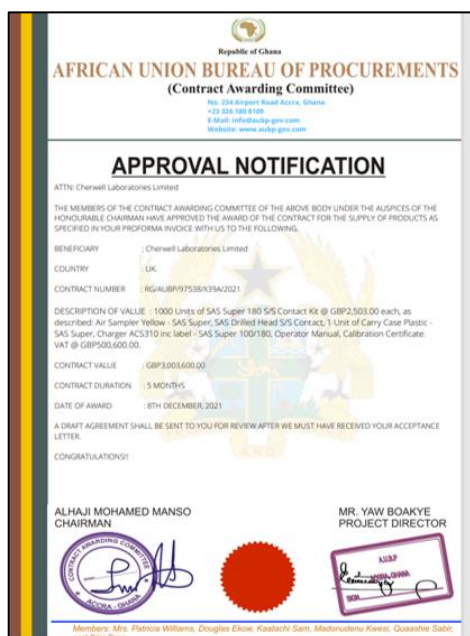 Republic of Ghana
AFRICAN UNION BUREAU OF PROCUREMENTS
(Contract Awarding Committee)
No. 234 Airport Road Accra, Ghana
+23 326 180 8109
E-Mail: info@aubp-gov.com
Website: www.aubp-gov.com
APPROVAL NOTIFICATION
ATTN: Cherwell Laboratories Limited
THE MEMBERS OF THE CONTRACT AWARDING COMMITTEE OF THE ABOVE BODY UNDER THE AUSPICES OF THE
HONOURABLE CHAIRMAN HAVE APPROVED THE AWARD OF THE CONTRACT FOR THE SUPPLY OF PRODUCTS AS
SPECIFIED IN YOUR PROFORMA INVOICE WITH US TO THE FOLLOWING.
BENEFICIARY : Cherwell Laboratories Limited
COUNTRY : UK.
CONTRACT NUMBER : RG/AUBP/97538/X39A/2021
DESCRIPTION OF VALUE : 1000 Units of SAS Super 180 S/S Contact Kit @ GBP2,503.00 each, as
described: Air Sampler Yellow - SAS Super, SAS Drilled Head S/S Contact, 1 Unit of Carry Case Plastic -
SAS Super, Charger ACS310 inc label - SAS Super 100/180, Operator Manual, Calibration Certificate.
VAT @ GBP500,600.00.
CONTRACT VALUE : GBP3,003,600.00
CONTRACT DURATION : 5 MONTHS
DATE OF AWARD : 8TH DECEMBER, 2021
A DRAFT AGREEMENT SHALL BE SENT TO YOU FOR REVIEW AFTER WE MUST HAVE RECEIVED YOUR ACCEPTANCE
LETTER.
CONGRATULATIONS!!
ALHAJI MOHAMED MANSO
CHAIRMAN
MR. YAW BOAKYE
PROJECT DIRECTOR
CONTRACT AWARDING COMMITTEE
ACCRA - GHANA
A.U.B.P
ACCRA, GHANA
SIGN
Members: Mrs. Patricia Williams, Douglas Ekow, Kaatachi Sam, Madonudenu Kwesi, Quaashie Sabir,